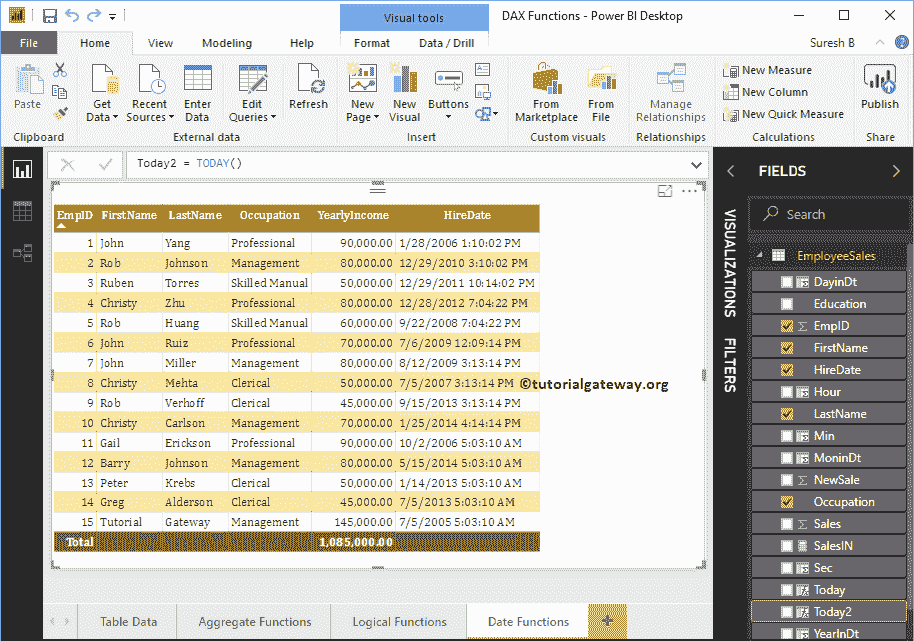 Visual tools
DAX Functions - Power BI Desktop
File Home View Modeling Help Format Data / Drill Suresh B
Paste
Get Data
Recent Sources
Enter Data
Edit Queries
Refresh
New Page
New Visual
Buttons
From Marketplace
From File
Manage Relationships
New Measure
New Column
New Quick Measure
Publish
Clipboard External data Insert Custom visuals Relationships Calculations Share
Today2 = TODAY()
EmpID FirstName LastName Occupation YearlyIncome HireDate
1 John Yang Professional 90,000.00 1/28/2006 1:10:02 PM
2 Rob Johnson Management 80,000.00 12/29/2010 3:10:02 PM
3 Ruben Torres Skilled Manual 50,000.00 12/29/2011 10:14:02 PM
4 Christy Zhu Professional 80,000.00 12/28/2012 7:04:22 PM
5 Rob Huang Skilled Manual 60,000.00 9/22/2008 7:04:22 PM
6 John Ruiz Professional 70,000.00 7/6/2009 12:09:14 PM
7 John Miller Management 80,000.00 8/12/2009 3:13:14 PM
8 Christy Mehta Clerical 50,000.00 7/5/2007 3:13:14 PM
9 Rob Verhoff Clerical 45,000.00 9/15/2013 3:13:14 PM
10 Christy Carlson Management 70,000.00 1/25/2014 4:14:14 PM
11 Gail Erickson Professional 90,000.00 10/2/2006 5:03:10 AM
12 Barry Johnson Management 80,000.00 5/15/2014 5:03:10 AM
13 Peter Krebs Clerical 50,000.00 1/14/2013 5:03:10 AM
14 Greg Alderson Clerical 45,000.00 7/5/2013 5:03:10 AM
15 Tutorial Gateway Management 145,000.00 7/5/2005 5:03:10 AM
Total 1,085,000.00
©tutorialgateway.org
VISUALIZATIONS
FILTERS
FIELDS
Search
EmployeeSales
DayinDt
Education
EmpID
FirstName
HireDate
Hour
LastName
Min
MoninDt
NewSale
Occupation
Sales
SalesIN
Sec
Today
Today2
YearInDt
Table Data Aggregate Functions Logical Functions Date Functions